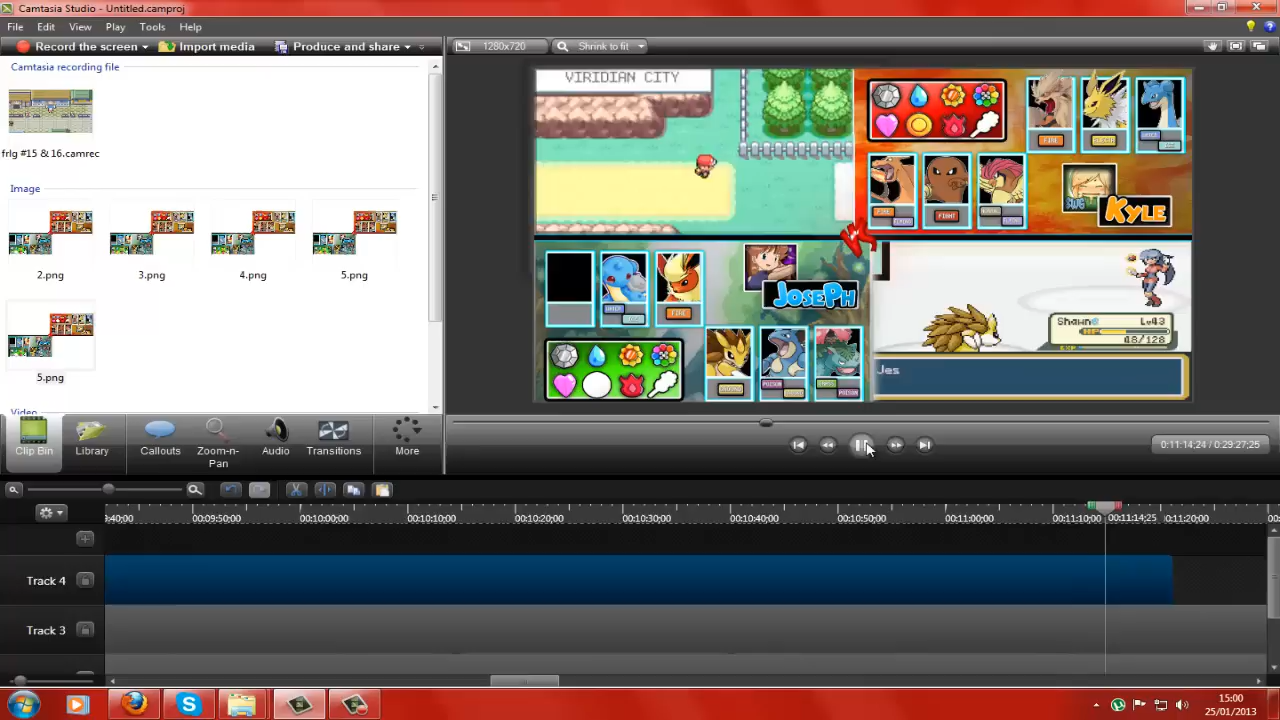 Camtasia Studio - Untitled.camproj
File Edit View Play Tools Help
Record the screen Import media Produce and share 1280x720 Shrink to fit
Camtasia recording file
frlg #15 & 16.camrec
Image
2.png 3.png 4.png 5.png
5.png
Video
VIRIDIAN CITY
FIRE
FIRE FIGHT
KYLE
JOSEPH
FIRE
Shawn Lv43
48/128
Jes
Clip Bin Library Callouts Zoom-n-Pan Audio Transitions More
0:11:14;24 / 0:29:27;25
00:09:50;00 00:10:00;00 00:10:10;00 00:10:20;00 00:10:30;00 00:10:40;00 00:10:50;00 00:11:00;00 00:11:10;00 00:11:14;25 00:11:20;00
Track 4
Track 3
15:00
25/01/2013